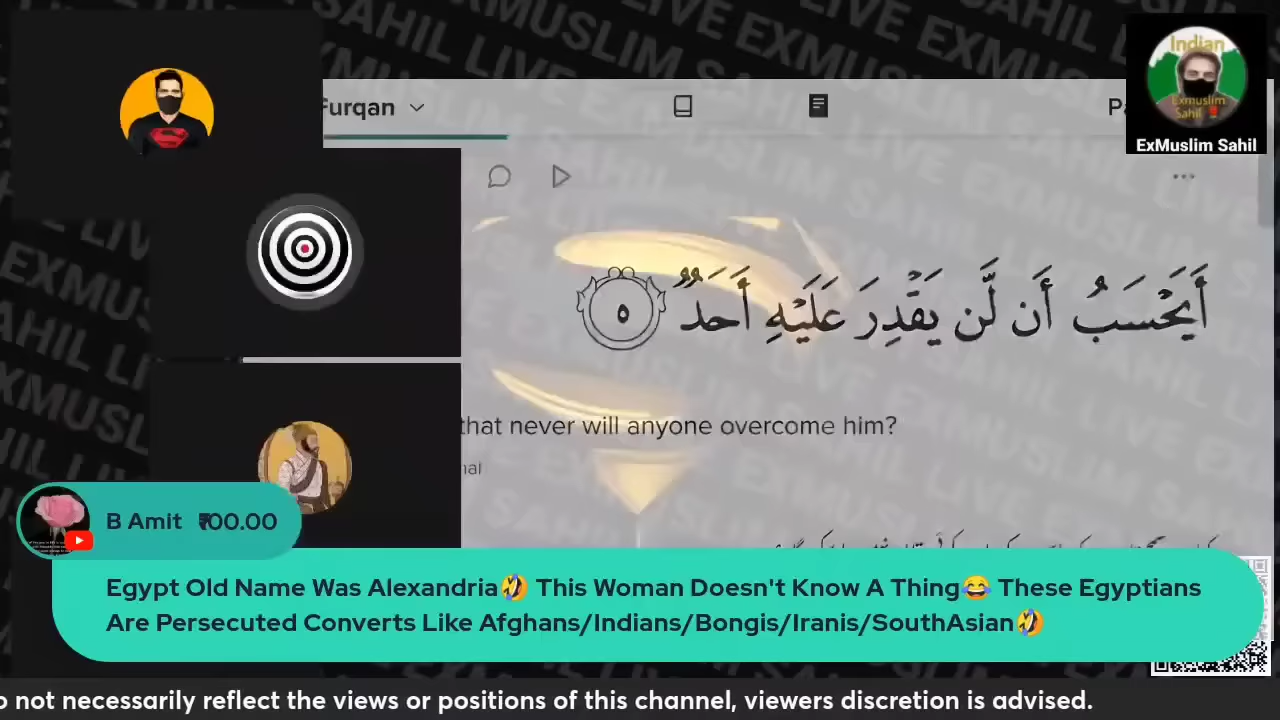 Furqan
Indian
Exmuslim
Sahil
ExMuslim Sahil
أَيَحْسَبُ أَن لَّن يَقْدِرَ عَلَيْهِ أَحَدٌ ٥
that never will anyone overcome him?
B Amit ₹100.00
Egypt Old Name Was Alexandria🤣 This Woman Doesn't Know A Thing😂 These Egyptians
Are Persecuted Converts Like Afghans/Indians/Bongis/Iranis/SouthAsian🤣
not necessarily reflect the views or positions of this channel, viewers discretion is advised.